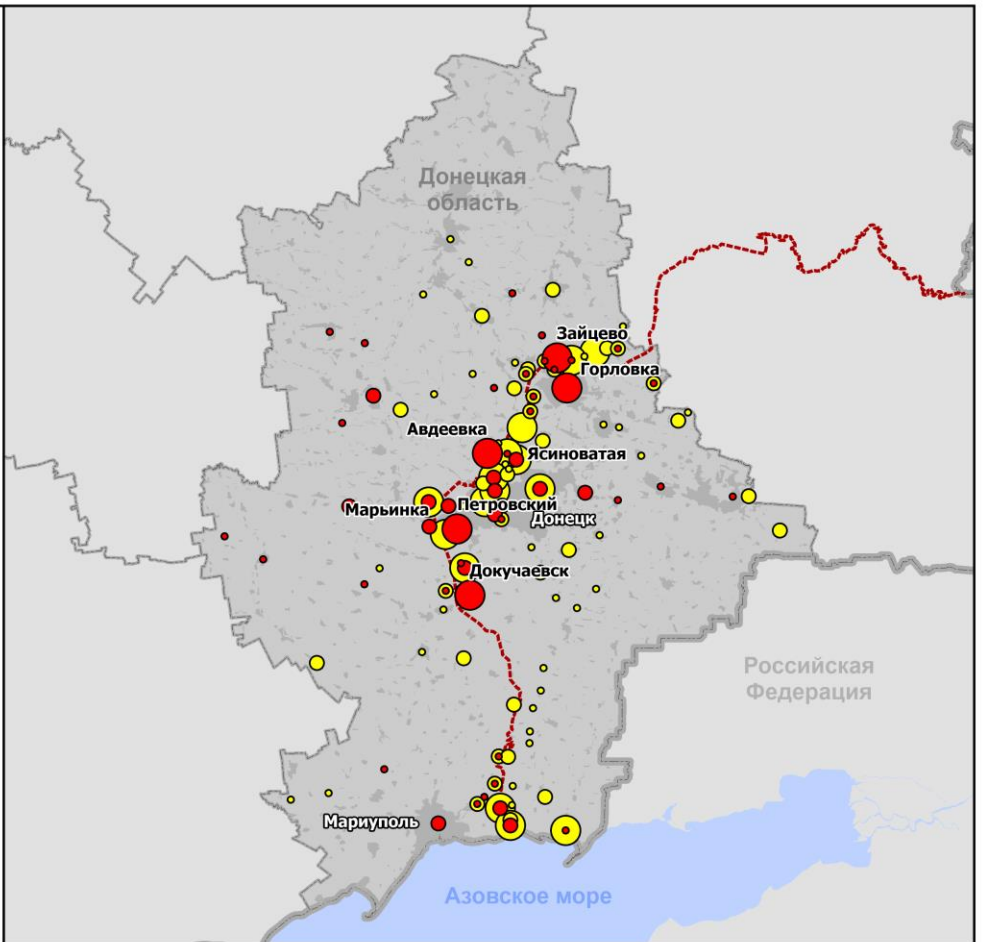 Донецкая
область
Зайцево
Горловка
Авдеевка
Ясиноватая
Марьинка
Петровский
Донецк
Докучаевск
Российская
Федерация
Мариуполь
Азовское море